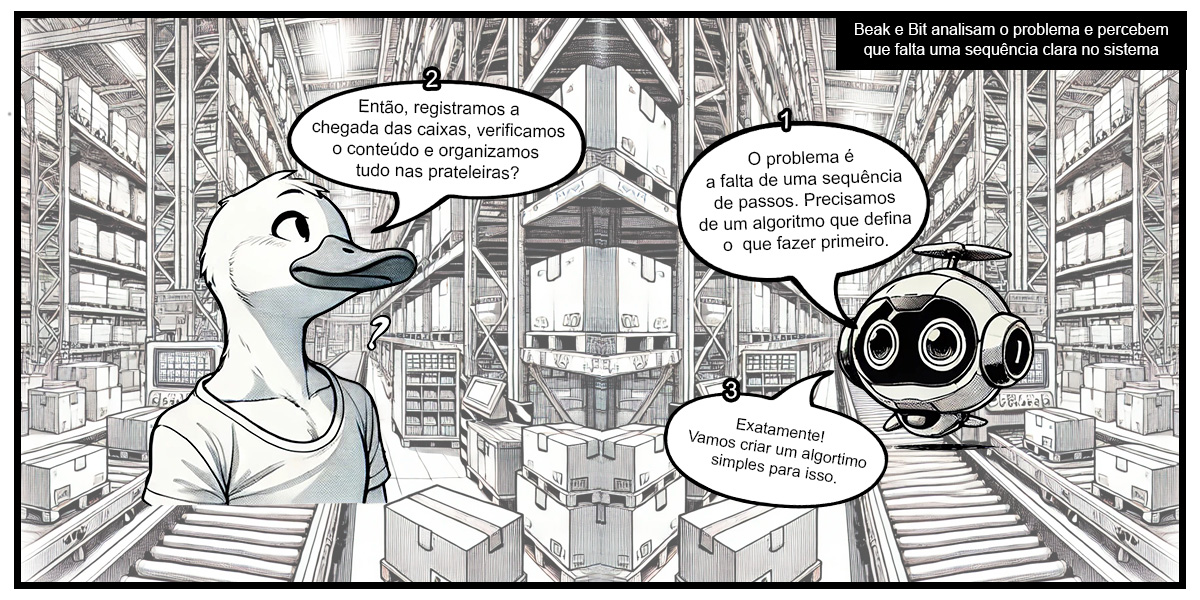 Beak e Bit analisam o problema e percebem
que falta uma sequência clara no sistema
1
O problema é
a falta de uma sequência
de passos. Precisamos
de um algoritmo que defina
o que fazer primeiro.
2
Então, registramos a
chegada das caixas, verificamos
o conteúdo e organizamos
tudo nas prateleiras?
?
3
Exatamente!
Vamos criar um algortimo
simples para isso.